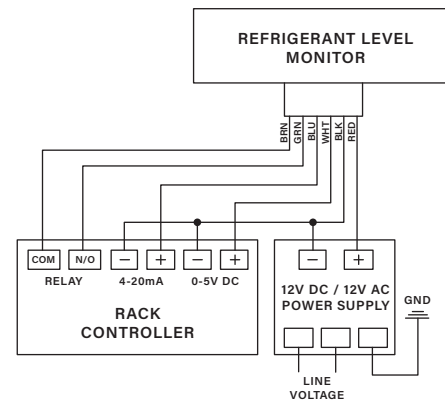 REFRIGERANT LEVEL
MONITOR
BRN
GRN
BLU
WHT
BLK
RED
COM
N/O
−
+
−
+
−
+
RELAY
4-20mA
0-5V DC
12V DC / 12V AC
POWER SUPPLY
GND
RACK
CONTROLLER
LINE
VOLTAGE